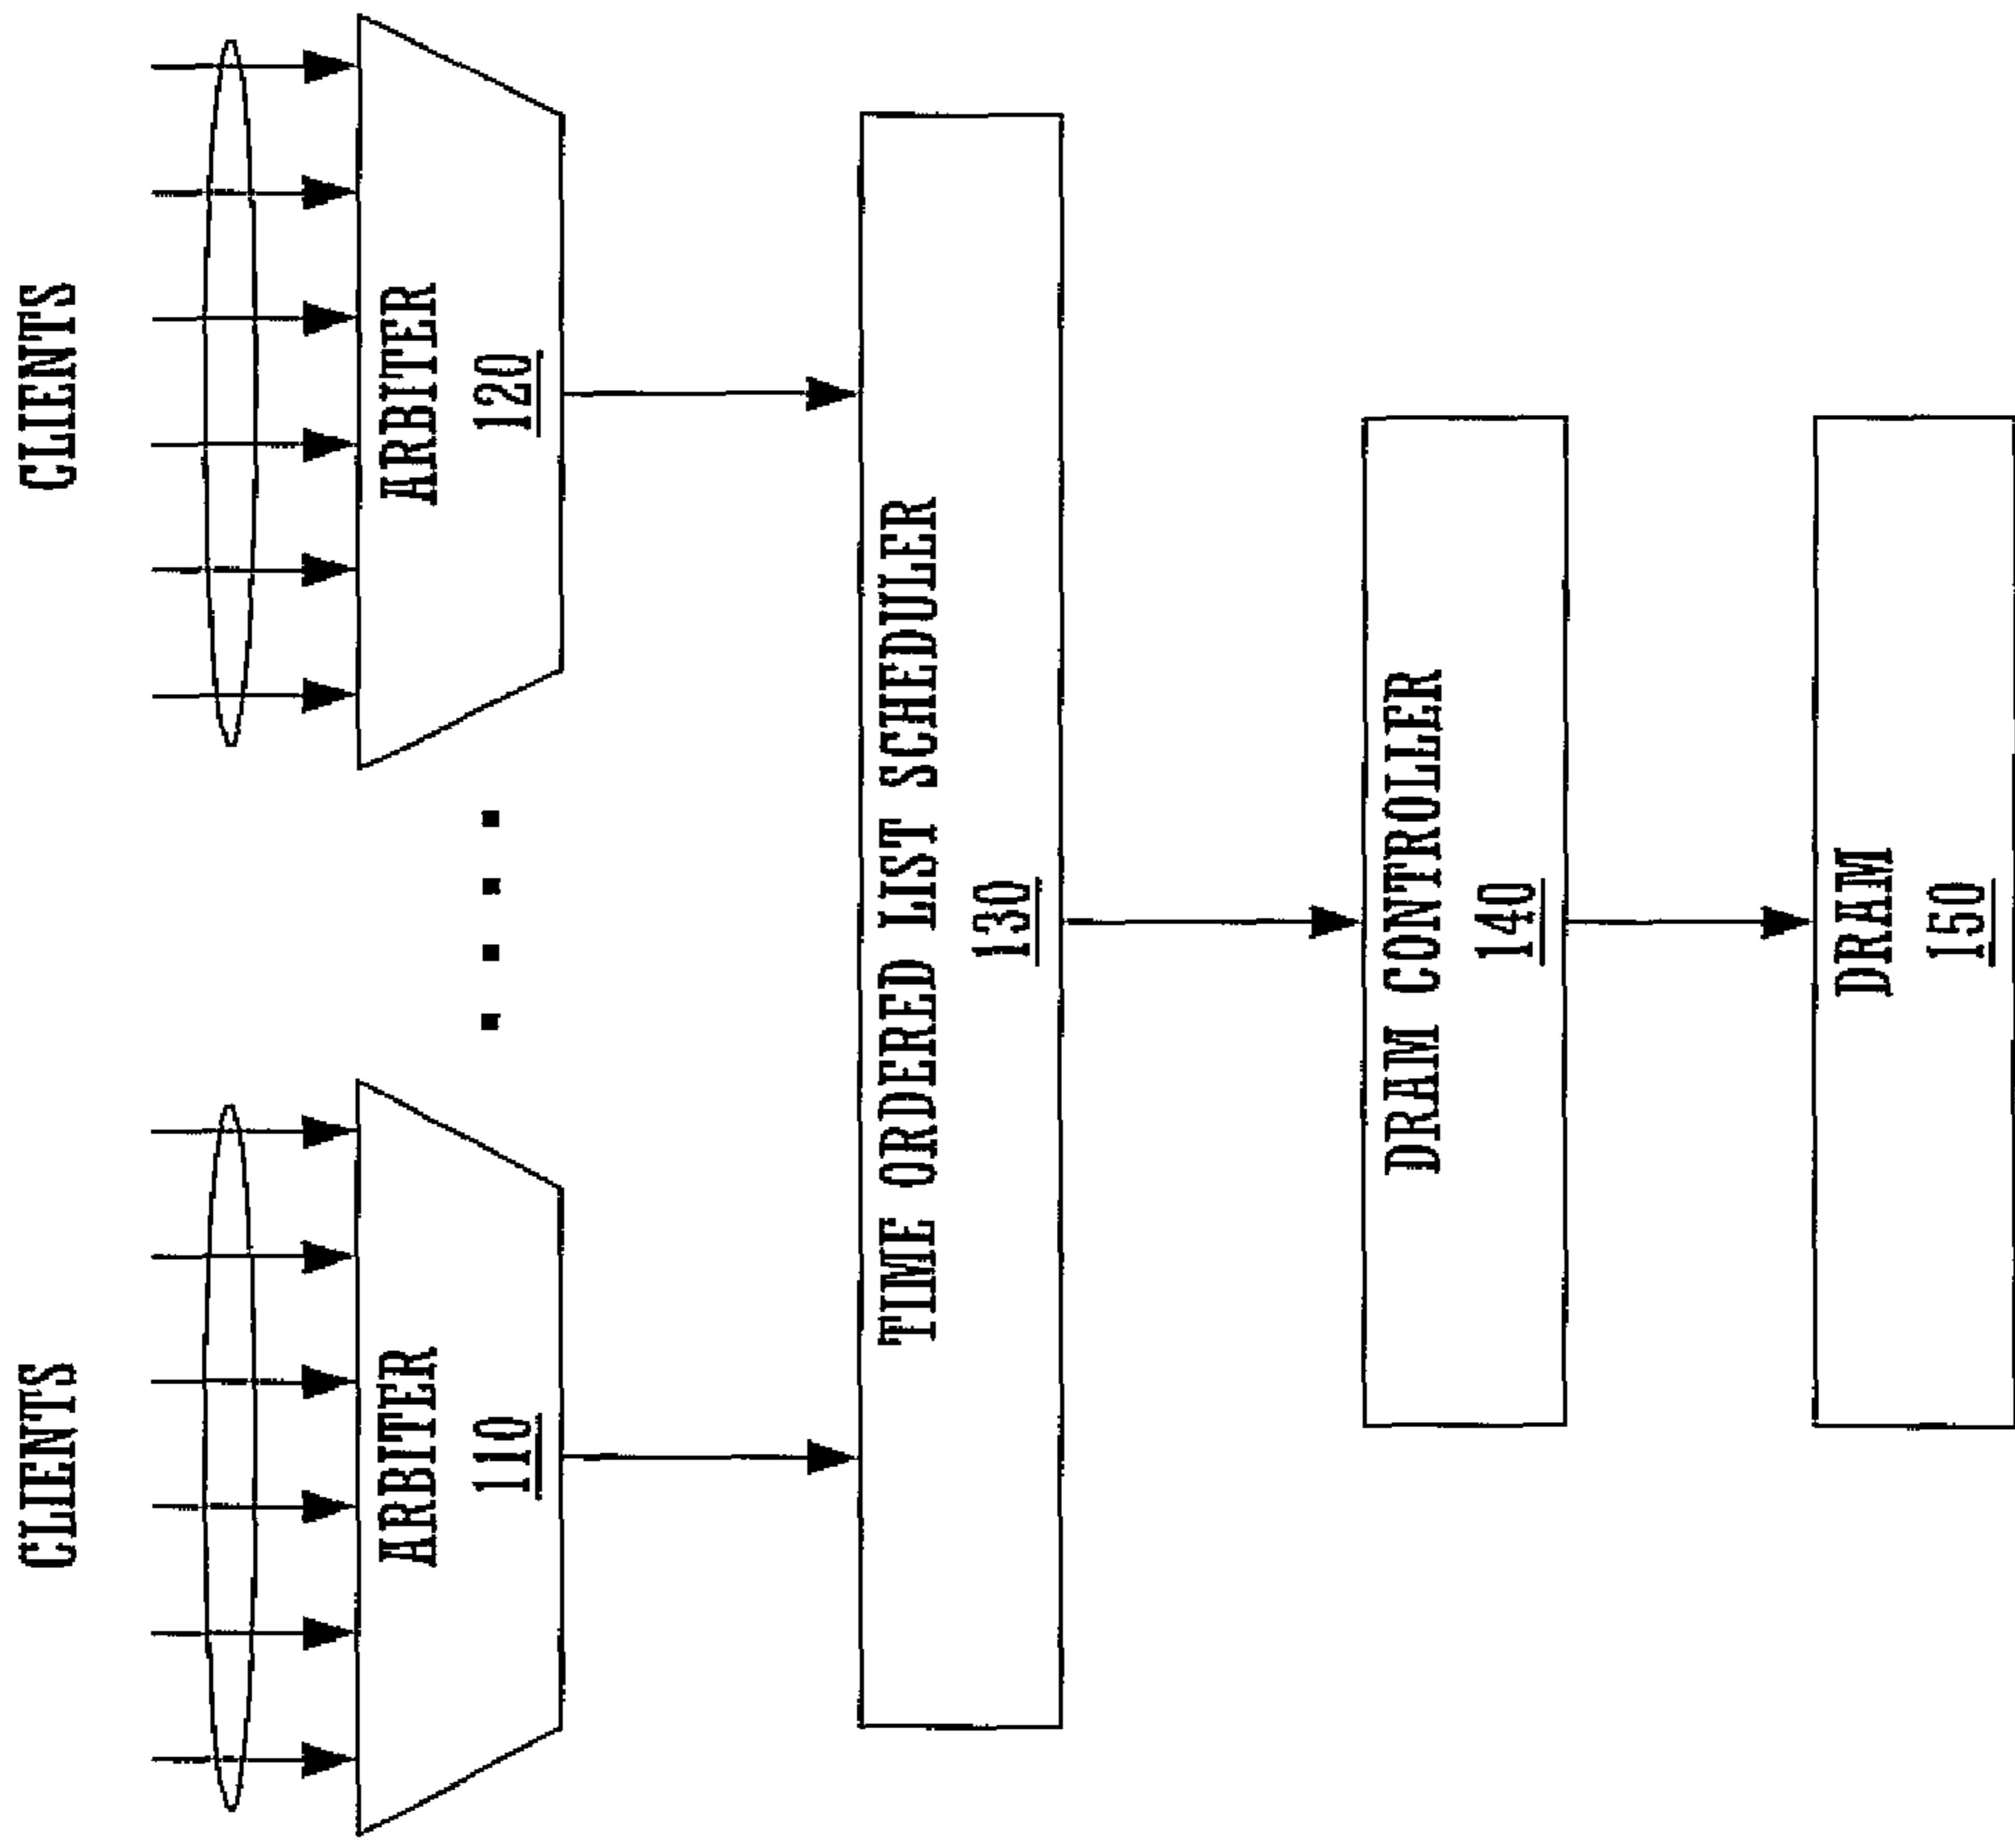 CLIENTS
CLIENTS
ARBITER
110
ARBITER
120
TIME ORDERED LIST SCHEDULER
130
DRAM CONTROLLER
140
DRAM
150